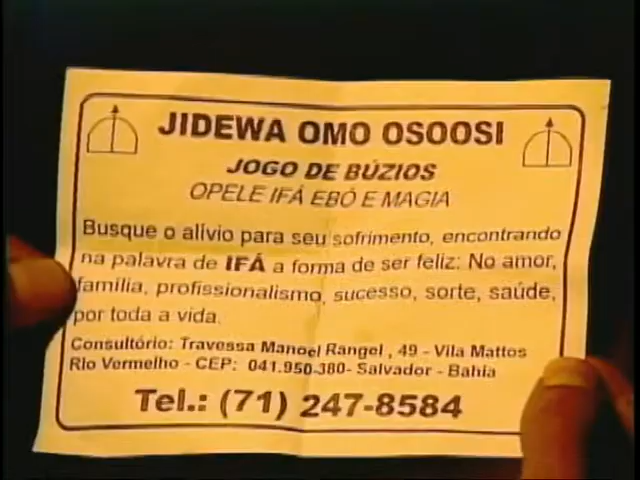 JIDEWA OMO OSOOSI
JOGO DE BÚZIOS
OPELE IFÁ EBÓ E MAGIA
Busque o alívio para seu sofrimento, encontrando
na palavra de IFÁ a forma de ser feliz: No amor,
família, profissionalismo, sucesso, sorte, saúde,
por toda a vida.
Consultório: Travessa Manoel Rangel , 49 - Vila Mattos
Rio Vermelho - CEP: 041.950-380- Salvador - Bahia
Tel.: (71) 247-8584